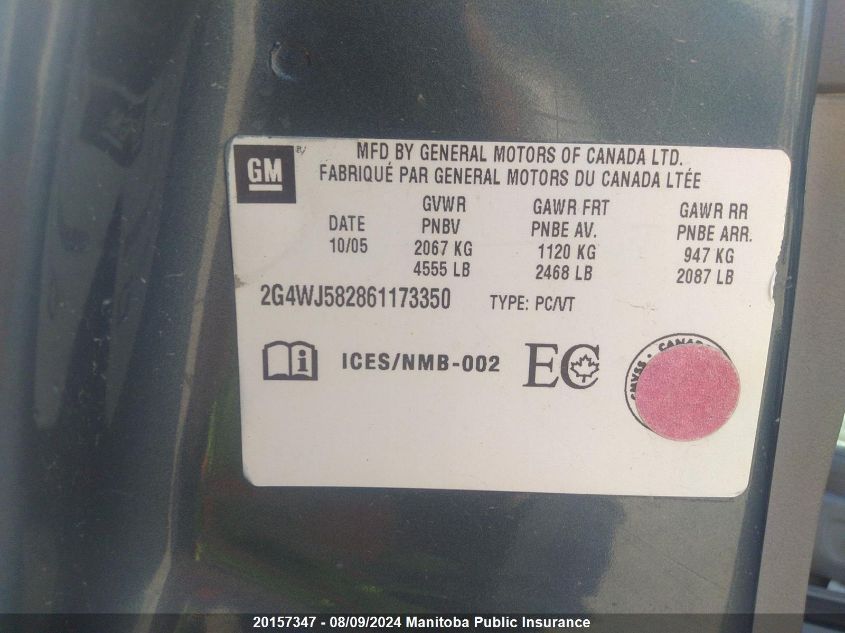 GM
MFD BY GENERAL MOTORS OF CANADA LTD.
FABRIQUÉ PAR GENERAL MOTORS DU CANADA LTÉE
GVWR GAWR FRT GAWR RR
DATE PNBV PNBE AV. PNBE ARR.
10/05 2067 KG 1120 KG 947 KG
4555 LB 2468 LB 2087 LB
2G4WJ582861173350 TYPE: PC/VT
ICES/NMB-002 EC
CMVSS · CANADA
20157347 - 08/09/2024 Manitoba Public Insurance